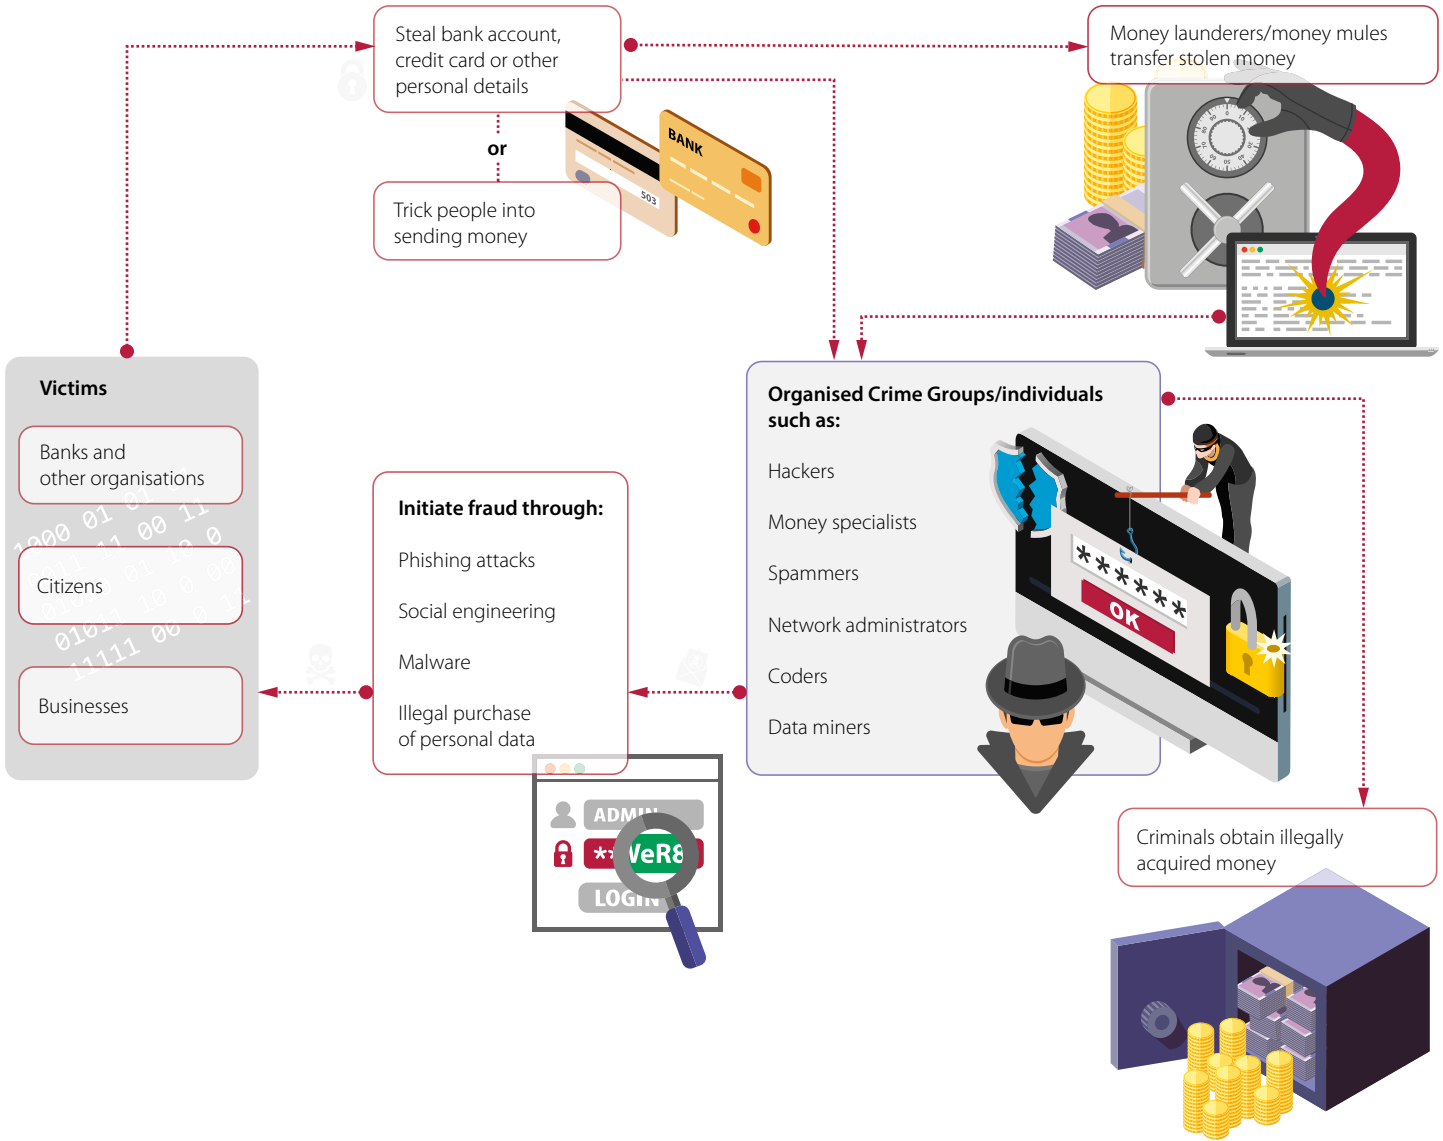 Steal bank account,
credit card or other
personal details
or
Trick people into
sending money
BANK
503
Money launderers/money mules
transfer stolen money
Victims
Banks and
other organisations
Citizens
Businesses
Initiate fraud through:
Phishing attacks
Social engineering
Malware
Illegal purchase
of personal data
ADMIN
**WeR8
LOGIN
Organised Crime Groups/individuals
such as:
Hackers
Money specialists
Spammers
Network administrators
Coders
Data miners
******
OK
Criminals obtain illegally
acquired money